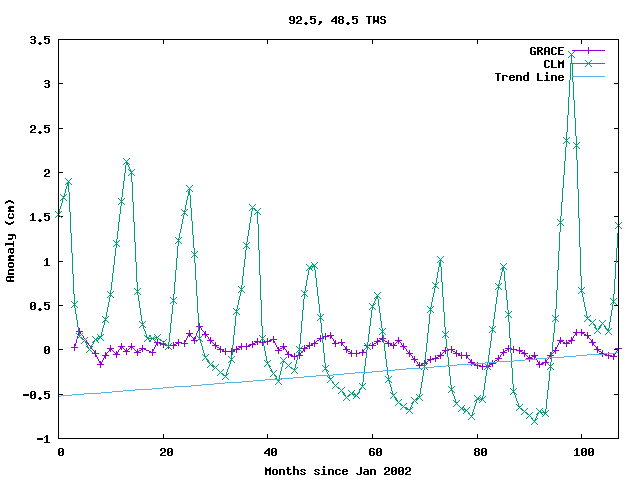 92.5, 48.5 TWS
GRACE
CLM
Trend Line
3.5
3
2.5
2
1.5
1
0.5
0
-0.5
-1
Anomaly (cm)
0 20 40 60 80 100
Months since Jan 2002